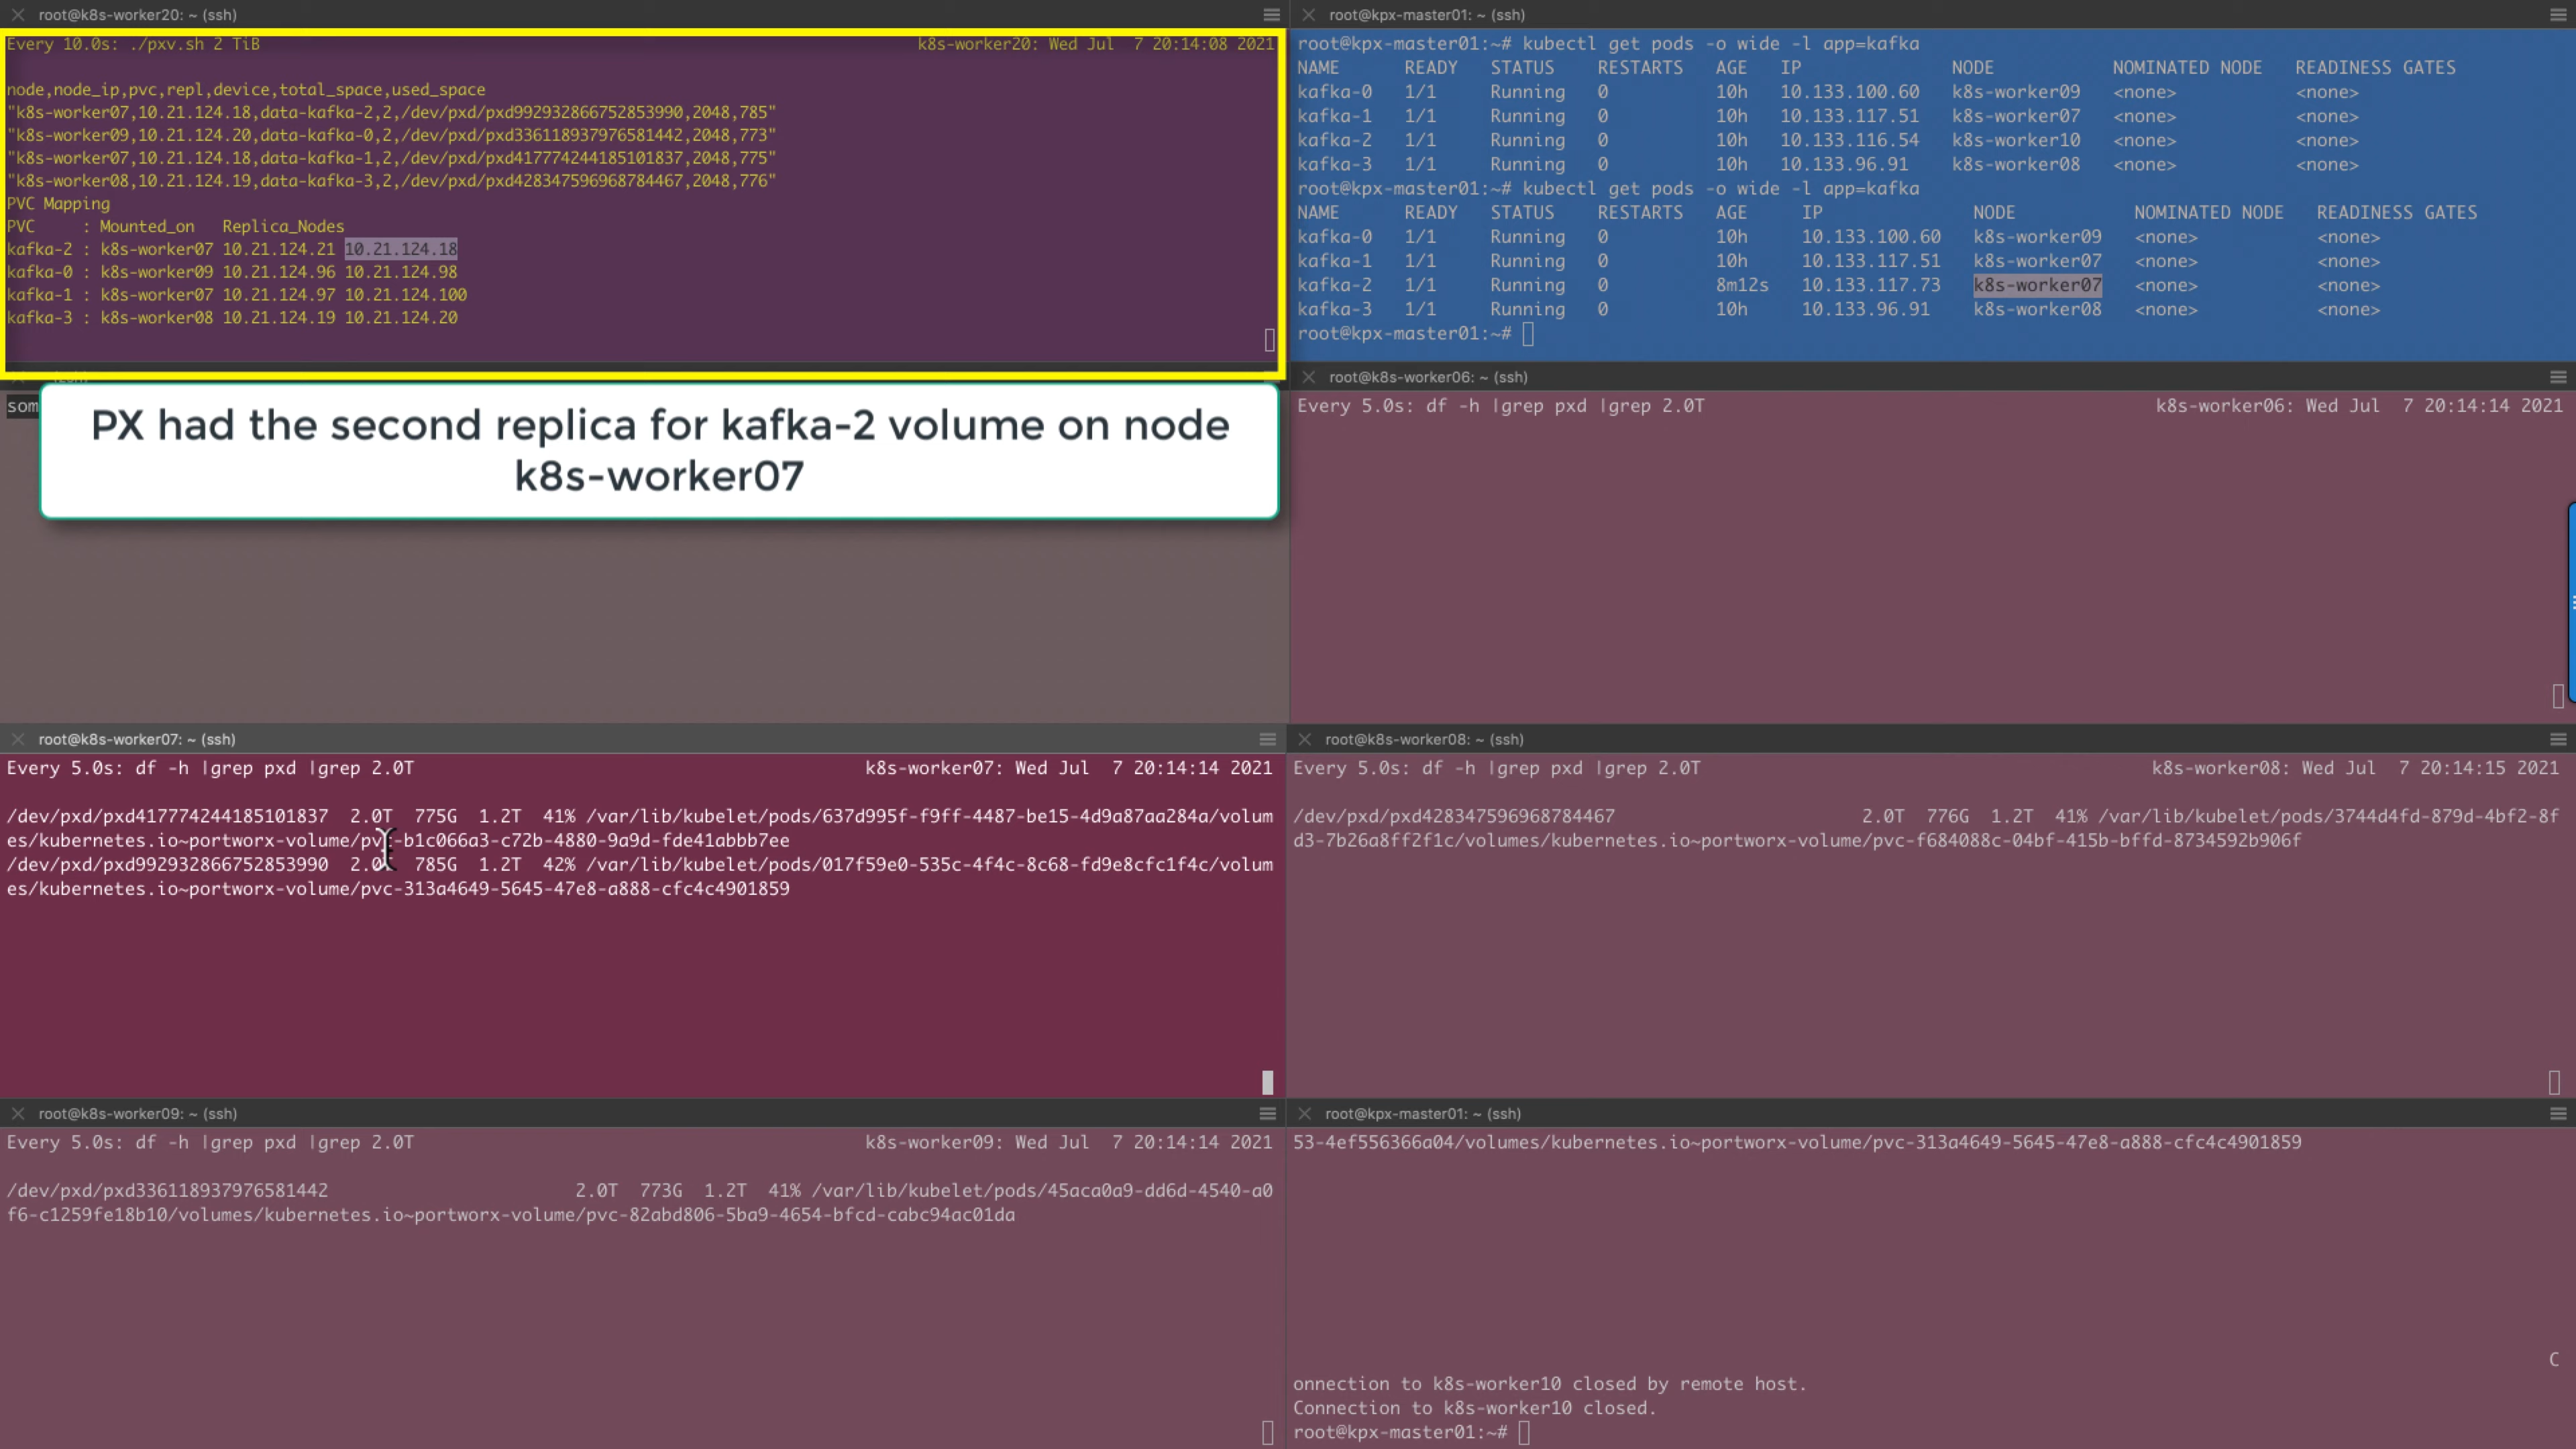 root@k8s-worker20: ~ (ssh)
Every 10.0s: ./pxv.sh 2 TiB k8s-worker20: Wed Jul  7 20:14:08 2021
node,node_ip,pvc,repl,device,total_space,used_space
"k8s-worker07,10.21.124.18,data-kafka-2,2,/dev/pxd/pxd992932866752853990,2048,785"
"k8s-worker09,10.21.124.20,data-kafka-0,2,/dev/pxd/pxd336118937976581442,2048,773"
"k8s-worker07,10.21.124.18,data-kafka-1,2,/dev/pxd/pxd417774244185101837,2048,775"
"k8s-worker08,10.21.124.19,data-kafka-3,2,/dev/pxd/pxd428347596968784467,2048,776"
PVC Mapping
PVC     : Mounted_on   Replica_Nodes
kafka-2 : k8s-worker07 10.21.124.21 10.21.124.18
kafka-0 : k8s-worker09 10.21.124.96 10.21.124.98
kafka-1 : k8s-worker07 10.21.124.97 10.21.124.100
kafka-3 : k8s-worker08 10.21.124.19 10.21.124.20
root@kpx-master01: ~ (ssh)
root@kpx-master01:~# kubectl get pods -o wide -l app=kafka
NAME READY STATUS RESTARTS AGE IP NODE NOMINATED NODE READINESS GATES
kafka-0 1/1 Running 0 10h 10.133.100.60 k8s-worker09 <none> <none>
kafka-1 1/1 Running 0 10h 10.133.117.51 k8s-worker07 <none> <none>
kafka-2 1/1 Running 0 10h 10.133.116.54 k8s-worker10 <none> <none>
kafka-3 1/1 Running 0 10h 10.133.96.91 k8s-worker08 <none> <none>
root@kpx-master01:~# kubectl get pods -o wide -l app=kafka
NAME READY STATUS RESTARTS AGE IP NODE NOMINATED NODE READINESS GATES
kafka-0 1/1 Running 0 10h 10.133.100.60 k8s-worker09 <none> <none>
kafka-1 1/1 Running 0 10h 10.133.117.51 k8s-worker07 <none> <none>
kafka-2 1/1 Running 0 8m12s 10.133.117.73 k8s-worker07 <none> <none>
kafka-3 1/1 Running 0 10h 10.133.96.91 k8s-worker08 <none> <none>
root@kpx-master01:~#
som
PX had the second replica for kafka-2 volume on node
k8s-worker07
root@k8s-worker06: ~ (ssh)
Every 5.0s: df -h |grep pxd |grep 2.0T k8s-worker06: Wed Jul  7 20:14:14 2021
root@k8s-worker07: ~ (ssh)
Every 5.0s: df -h |grep pxd |grep 2.0T k8s-worker07: Wed Jul  7 20:14:14 2021
/dev/pxd/pxd417774244185101837  2.0T  775G  1.2T  41% /var/lib/kubelet/pods/637d995f-f9ff-4487-be15-4d9a87aa284a/volum
es/kubernetes.io~portworx-volume/pvc-b1c066a3-c72b-4880-9a9d-fde41abbb7ee
/dev/pxd/pxd992932866752853990  2.0T  785G  1.2T  42% /var/lib/kubelet/pods/017f59e0-535c-4f4c-8c68-fd9e8cfc1f4c/volum
es/kubernetes.io~portworx-volume/pvc-313a4649-5645-47e8-a888-cfc4c4901859
root@k8s-worker08: ~ (ssh)
Every 5.0s: df -h |grep pxd |grep 2.0T k8s-worker08: Wed Jul  7 20:14:15 2021
/dev/pxd/pxd428347596968784467 2.0T  776G  1.2T  41% /var/lib/kubelet/pods/3744d4fd-879d-4bf2-8f
d3-7b26a8ff2f1c/volumes/kubernetes.io~portworx-volume/pvc-f684088c-04bf-415b-bffd-8734592b906f
root@k8s-worker09: ~ (ssh)
Every 5.0s: df -h |grep pxd |grep 2.0T k8s-worker09: Wed Jul  7 20:14:14 2021
/dev/pxd/pxd336118937976581442 2.0T  773G  1.2T  41% /var/lib/kubelet/pods/45aca0a9-dd6d-4540-a0
f6-c1259fe18b10/volumes/kubernetes.io~portworx-volume/pvc-82abd806-5ba9-4654-bfcd-cabc94ac01da
root@kpx-master01: ~ (ssh)
53-4ef556366a04/volumes/kubernetes.io~portworx-volume/pvc-313a4649-5645-47e8-a888-cfc4c4901859
C
onnection to k8s-worker10 closed by remote host.
Connection to k8s-worker10 closed.
root@kpx-master01:~#